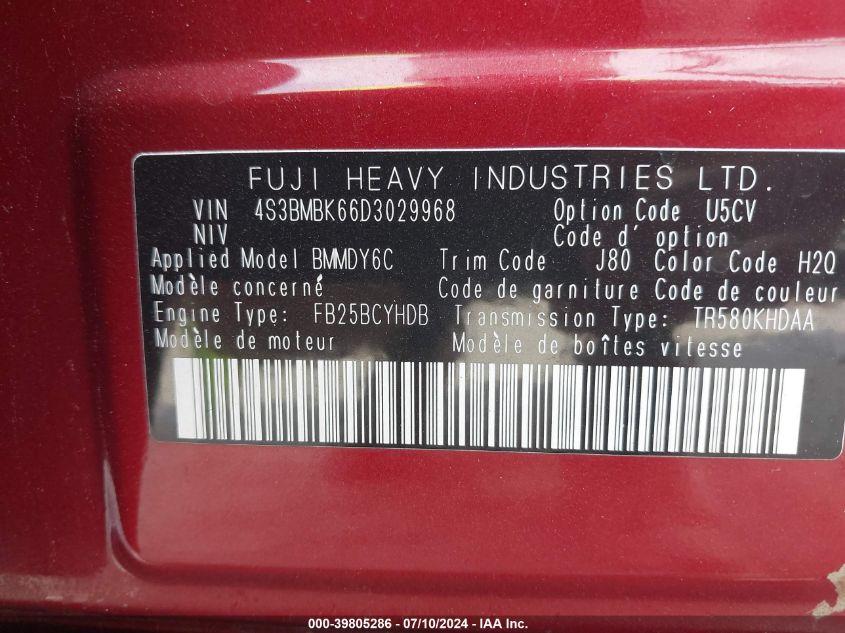 FUJI HEAVY INDUSTRIES LTD.
VIN 4S3BMBK66D3029968 Option Code U5CV
NIV Code d' option
Applied Model BMMDY6C Trim Code J80 Color Code H2Q
Modèle concerné Code de garniture Code de couleur
Engine Type: FB25BCYHDB Transmission Type: TR580KHDAA
Modèle de moteur Modèle de boîtes vitesse
000-39805286 - 07/10/2024 - IAA Inc.